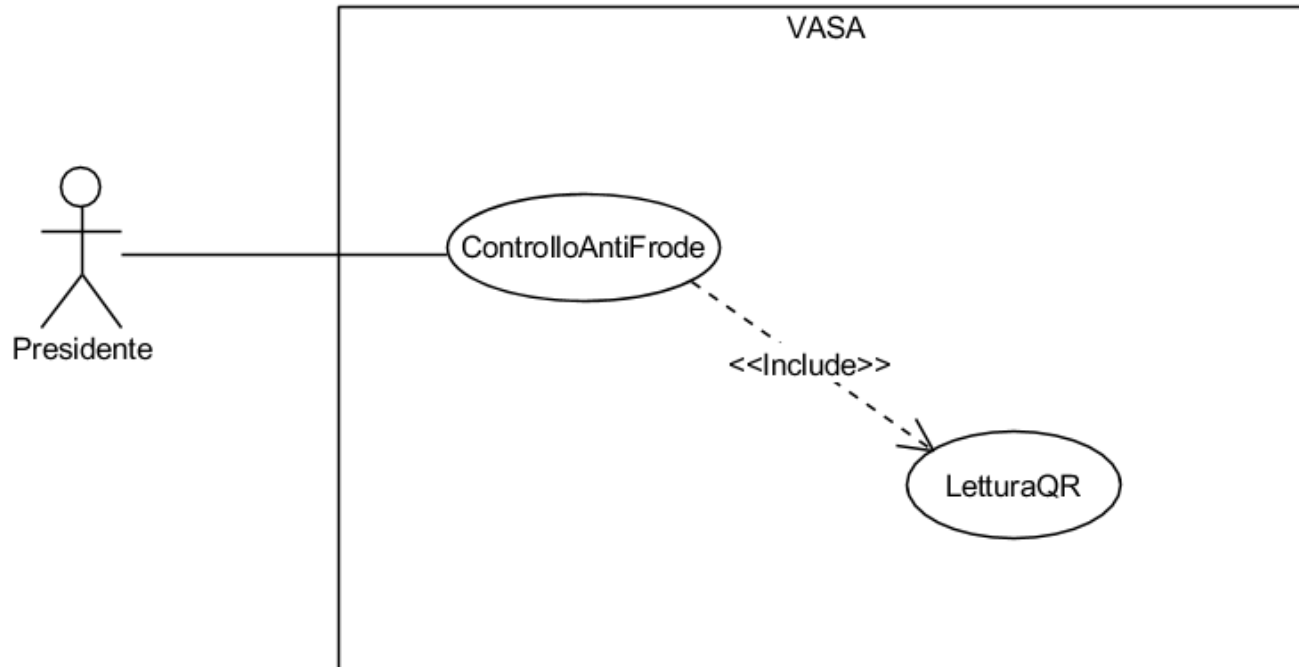 VASA
ControlloAntiFrode
Presidente
<<Include>>
LetturaQR